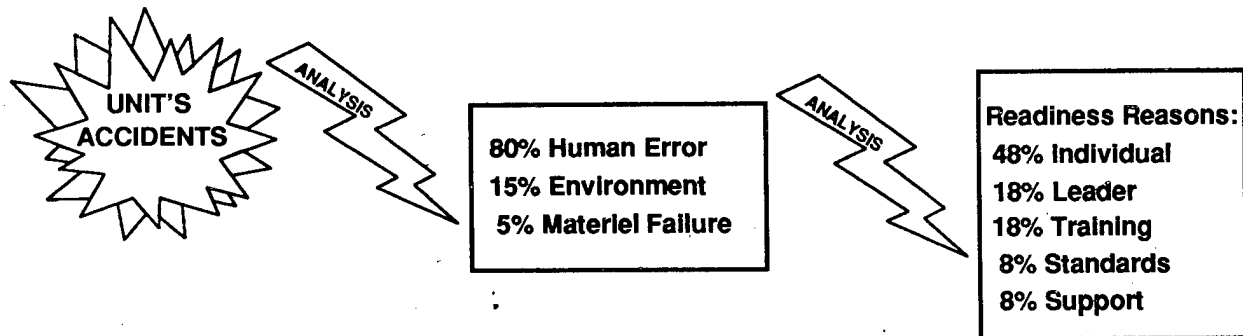 UNIT'S
ACCIDENTS
ANALYSIS
80% Human Error
15% Environment
5% Materiel Failure
ANALYSIS
Readiness Reasons:
48% Individual
18% Leader
18% Training
8% Standards
8% Support